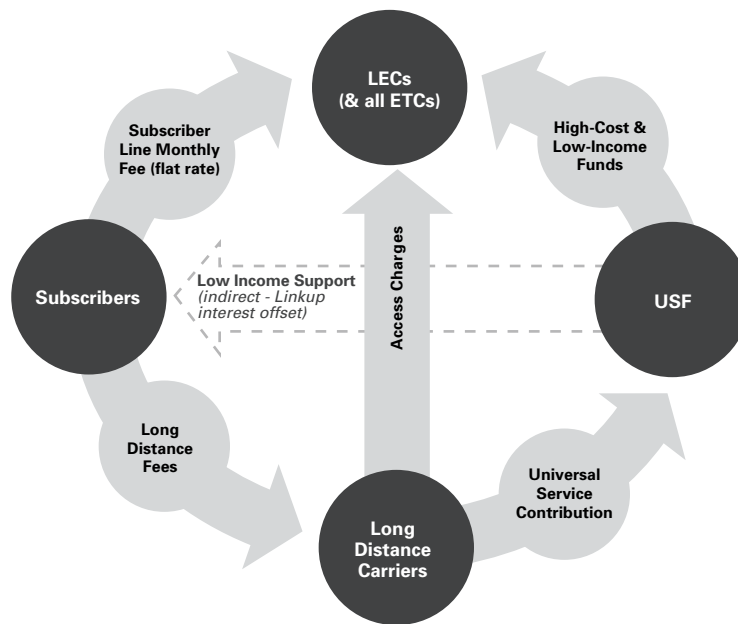 LECs
(& all ETCs)
Subscriber
Line Monthly
Fee (flat rate)
High-Cost &
Low-Income
Funds
Subscribers
Low Income Support
(indirect - Linkup
interest offset)
Access Charges
USF
Long
Distance
Fees
Universal
Service
Contribution
Long
Distance
Carriers